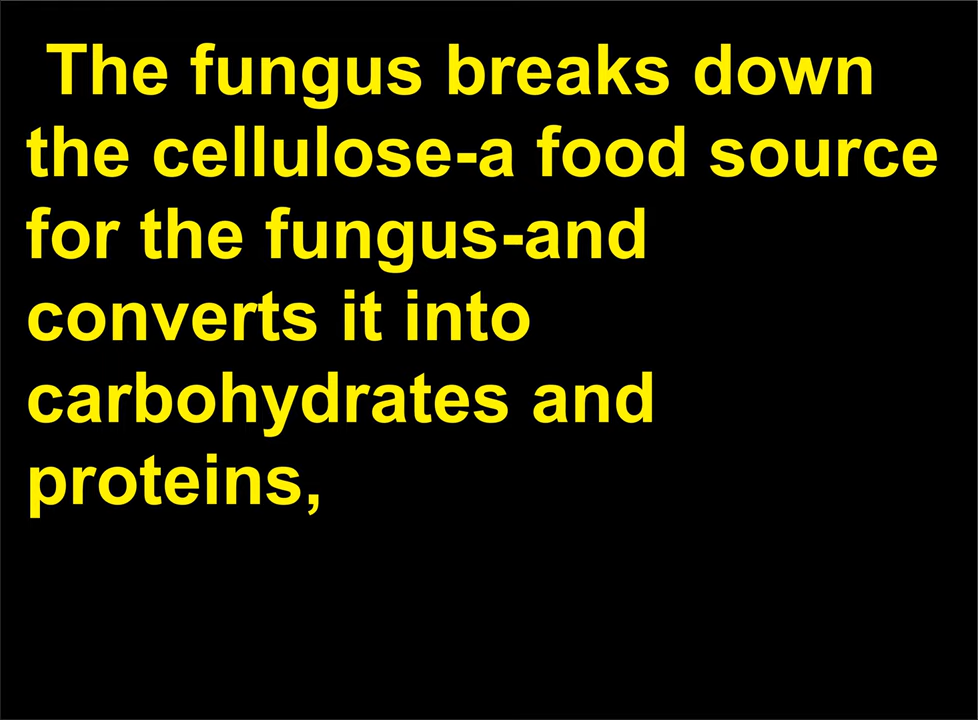 The fungus breaks down
the cellulose-a food source
for the fungus-and
converts it into
carbohydrates and
proteins,